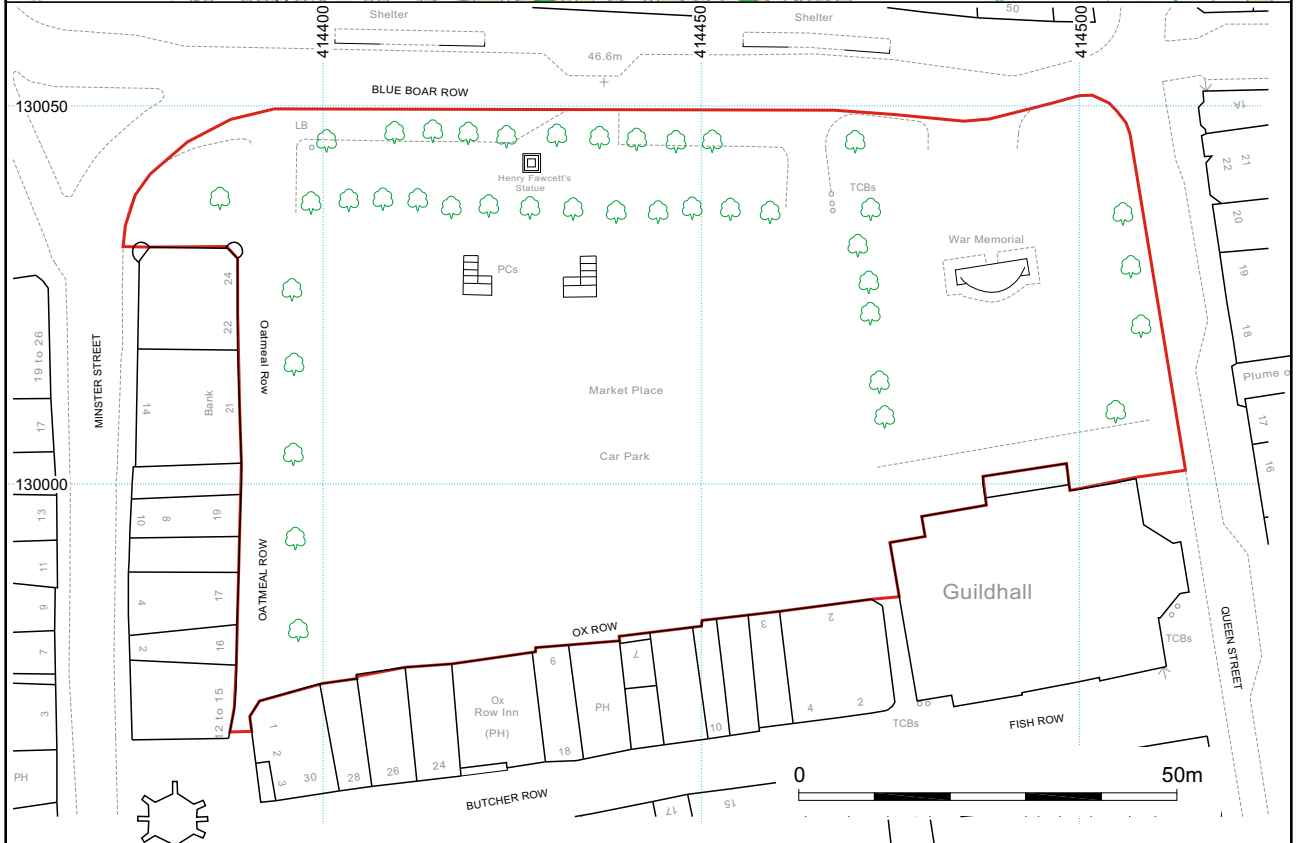 Shelter
414400
414450
Shelter
50
414500
46.6m
130050
BLUE BOAR ROW
LB
1A
Henry Fawcett's
Statue
TCBs
21
22
20
War Memorial
PCs
19
24
22
18
Oatmeal Row
19 to 26
MINSTER STREET
Market Place
Plume o
14
Bank
21
17
17
Car Park
16
130000
13
10
8
19
11
Guildhall
OATMEAL ROW
4
17
9
OX ROW
3
2
2
16
7
7
9
QUEEN STREET
TCBs
12 to 15
3
Ox
Row Inn
(PH)
PH
1
2
3
10
4
2
TCBs
FISH ROW
18
30
28
26
24
PH
BUTCHER ROW
17
15
0
50m